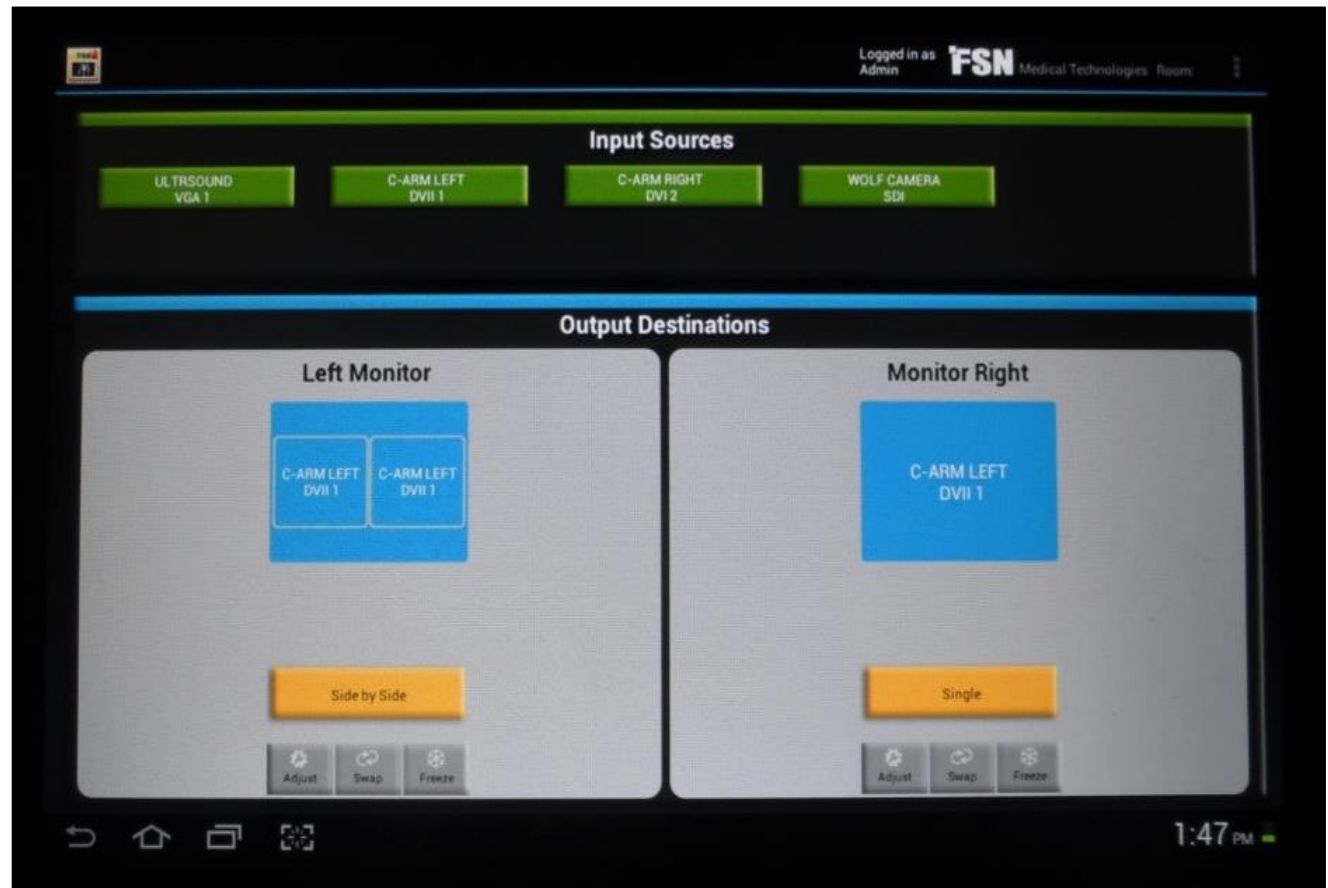 Logged in as
Admin
FSN Medical Technologies Room:
Input Sources
ULTRSOUND
VGA 1
C-ARM LEFT
DVII 1
C-ARM RIGHT
DVI 2
WOLF CAMERA
SDI
Output Destinations
Left Monitor
C-ARM LEFT
DVII 1
C-ARM LEFT
DVII 1
Side by Side
Adjust
Swap
Freeze
Monitor Right
C-ARM LEFT
DVII 1
Single
Adjust
Swap
Freeze
1:47 PM